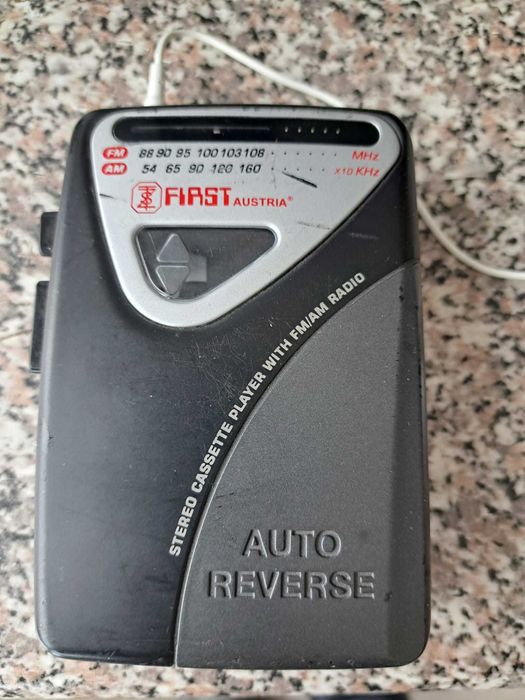 FM 88 90 95 100 103 108 · · · · · · · MHz
AM 54 65 90 120 160 · · · · · · · x10 KHz
FIRST AUSTRIA®
STEREO CASSETTE PLAYER WITH FM/AM RADIO
AUTO
REVERSE